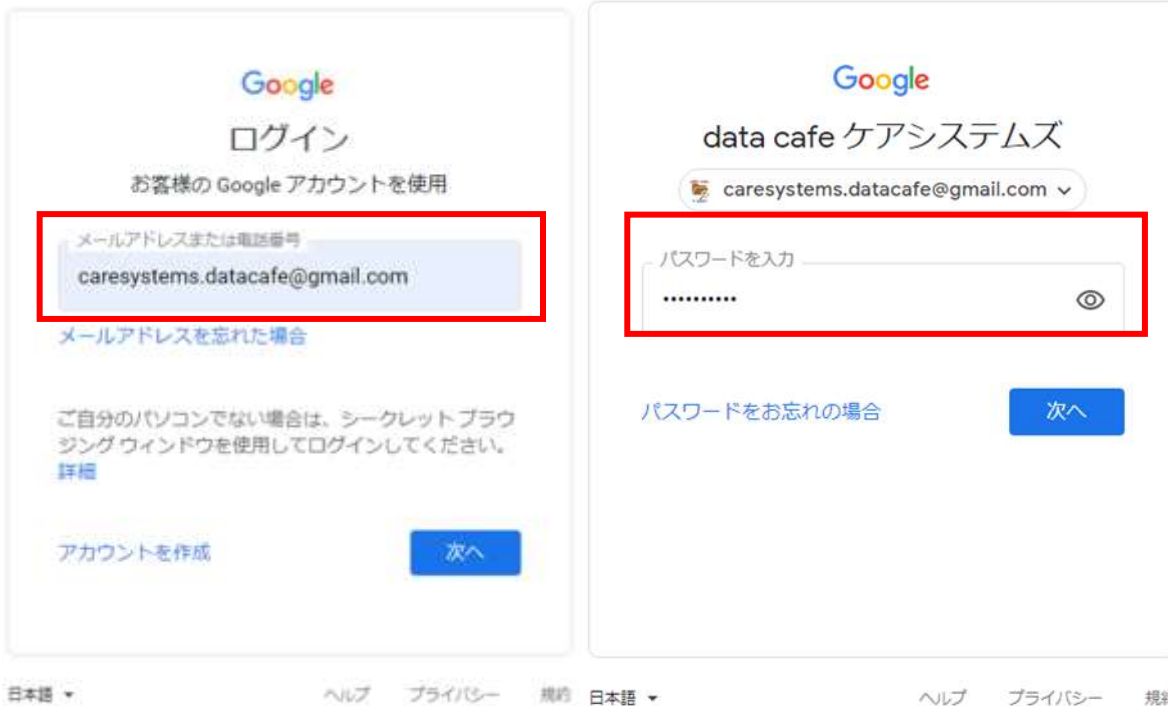 Google
ログイン
お客様の Google アカウントを使用
メールアドレスまたは電話番号
caresystems.datacafe@gmail.com
メールアドレスを忘れた場合
ご自分のパソコンでない場合は、シークレット ブラウ
ジング ウィンドウを使用してログインしてください。
詳細
アカウントを作成
次へ
日本語
ヘルプ
プライバシー
規約
Google
data cafe ケアシステムズ
caresystems.datacafe@gmail.com
パスワードを入力
••••••••••
パスワードをお忘れの場合
次へ
日本語
ヘルプ
プライバシー
規約